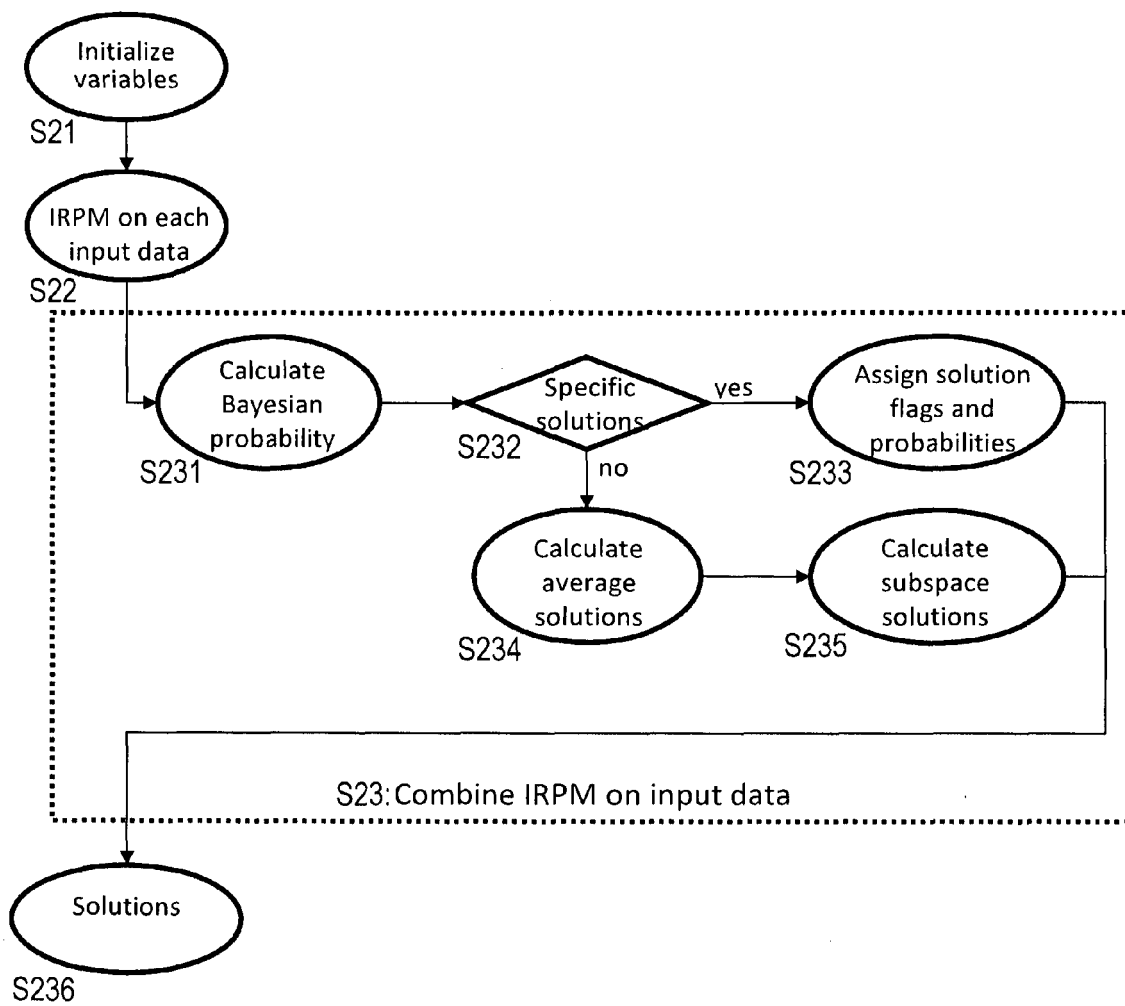 Initialize
variables
S21
IRPM on each
input data
S22
Calculate
Bayesian
probability
S231
Specific
solutions
S232
yes
no
Assign solution
flags and
probabilities
S233
Calculate
average
solutions
S234
Calculate
subspace
solutions
S235
S23: Combine IRPM on input data
Solutions
S236